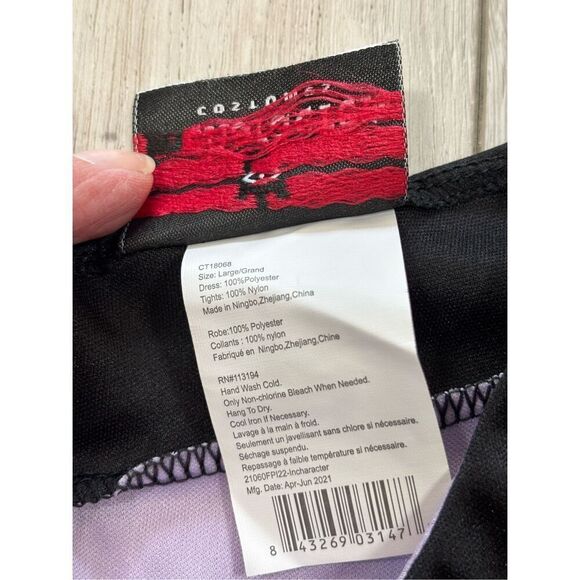 COSTUMES
CT18068
Size: Large/Grand
Dress: 100%Polyester
Tights: 100% Nylon
Made in Ningbo,Zhejiang,China
Robe:100% Polyester
Collants : 100% nylon
Fabriqué en Ningbo,Zhejiang,Chine
RN#113194
Hand Wash Cold.
Only Non-chlorine Bleach When Needed.
Hang To Dry.
Cool Iron If Necessary.
Lavage à la main à froid.
Seulement un javellisant sans chlore si nécessaire.
Séchage suspendu.
Repassage à faible température si nécessaire.
21060FPI22-Incharacter
Mfg. Date: Apr-Jun 2021
8 43269 03147